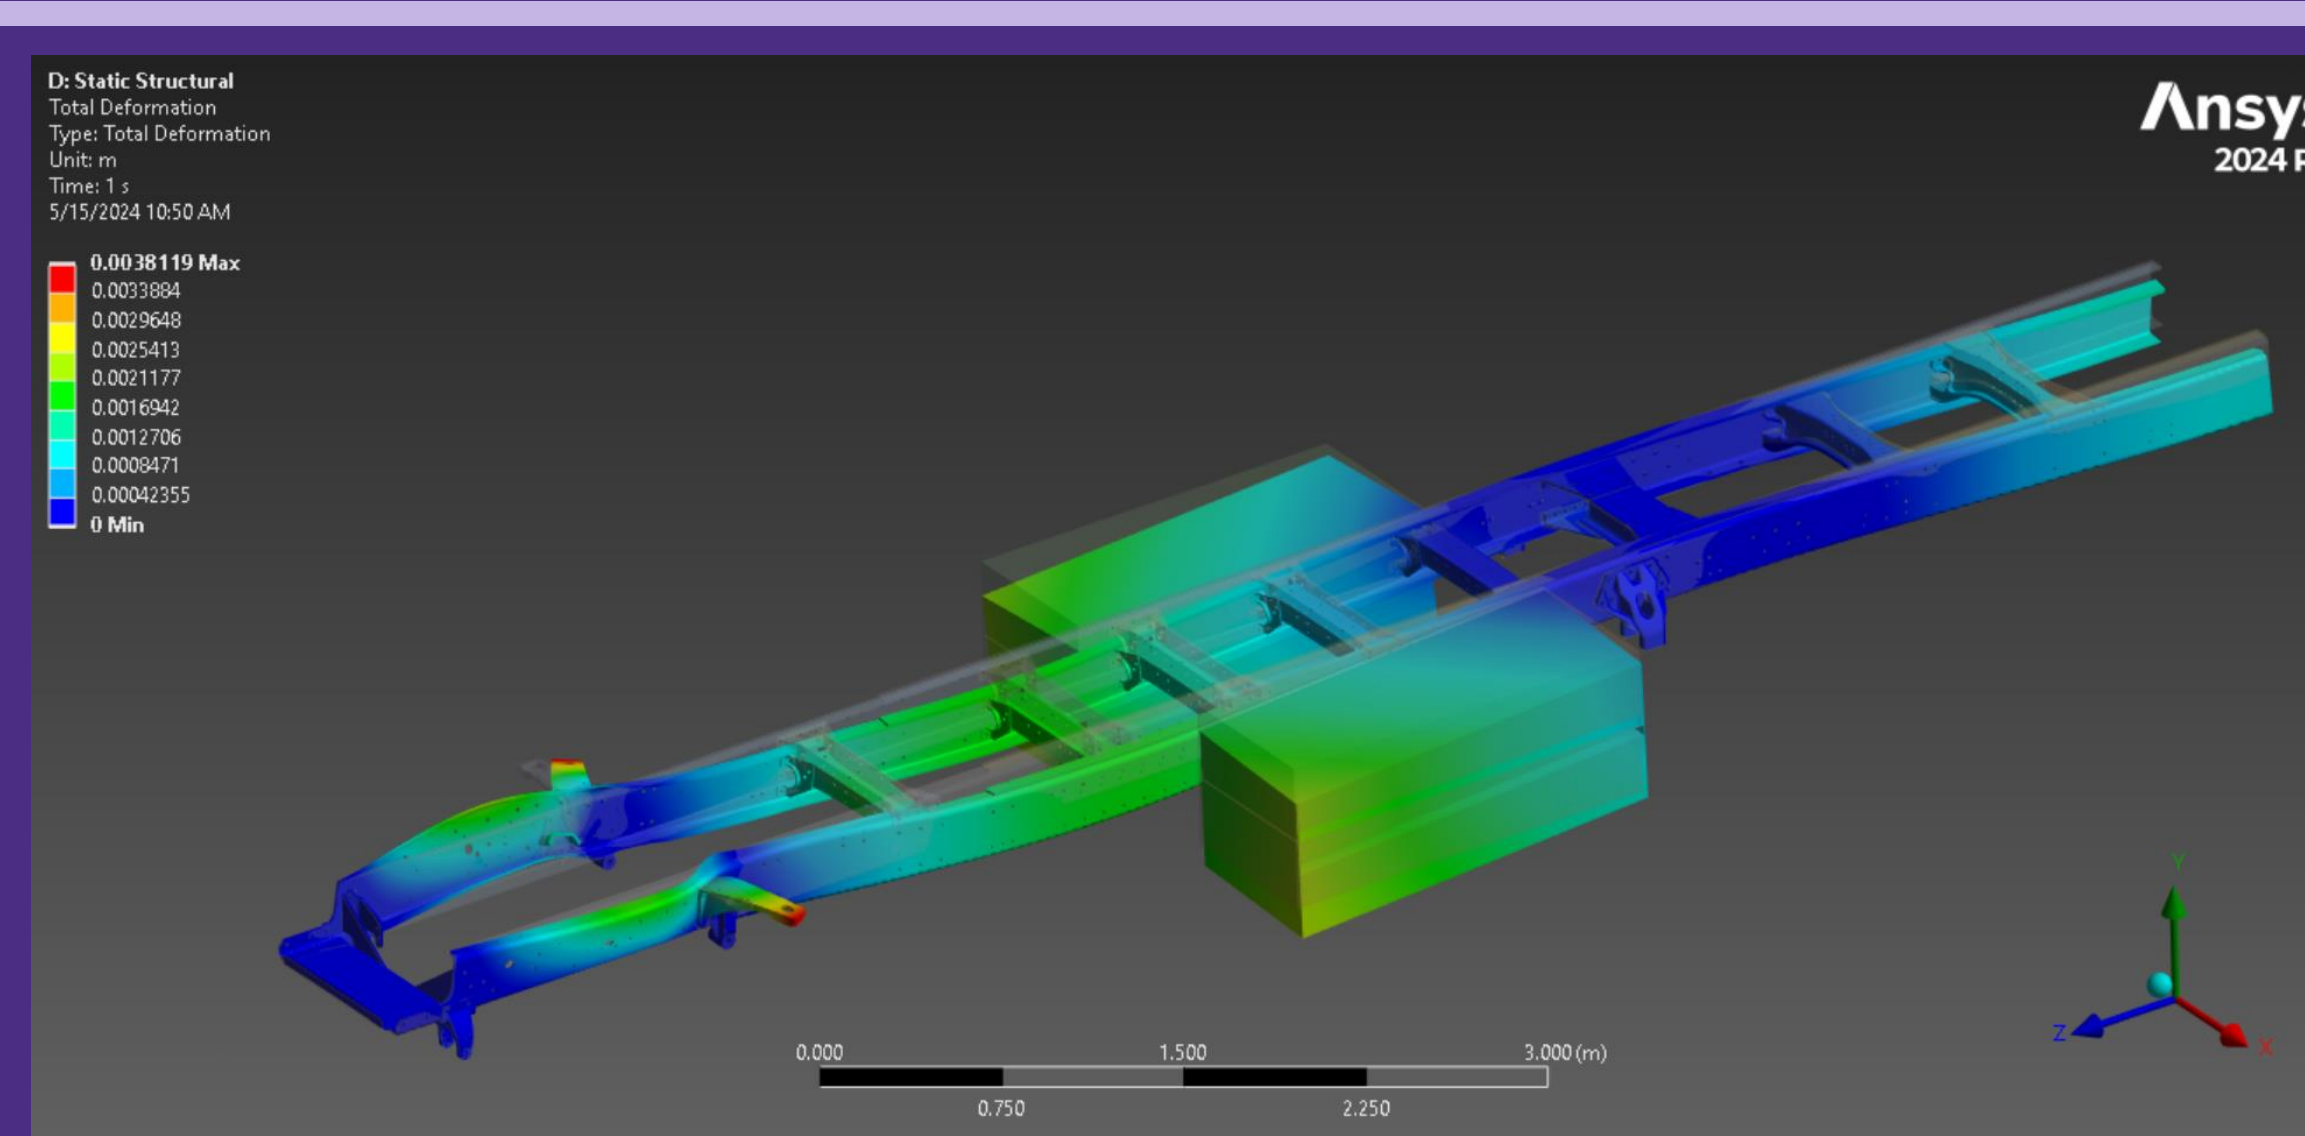 D: Static Structural
Total Deformation
Type: Total Deformation
Unit: m
Time: 1 s
5/15/2024 10:50 AM
0.0038119 Max
0.0033884
0.0029648
0.0025413
0.0021177
0.0016942
0.0012706
0.0008471
0.00042355
0 Min
Ansys
2024 R
Y
Z
X
0.000 1.500 3.000 (m)
0.750 2.250